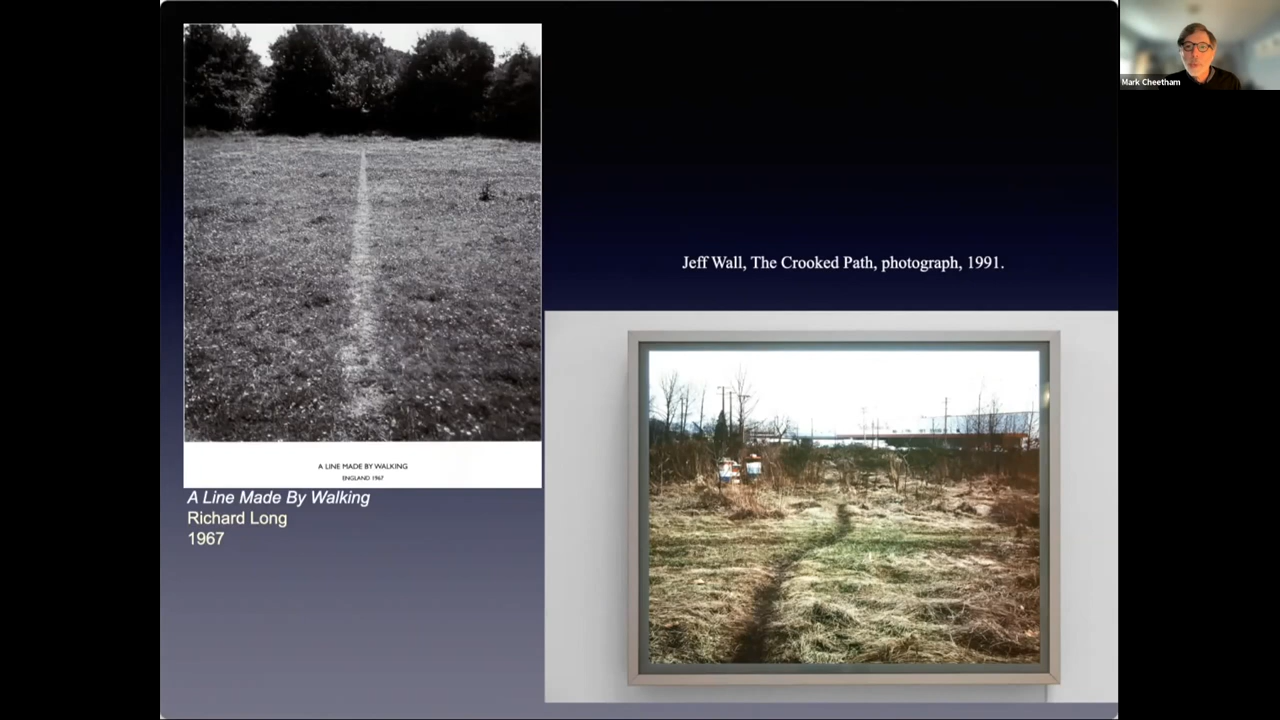 A LINE MADE BY WALKING
ENGLAND 1967
A Line Made By Walking
Richard Long
1967
Jeff Wall, The Crooked Path, photograph, 1991.
Mark Cheetham